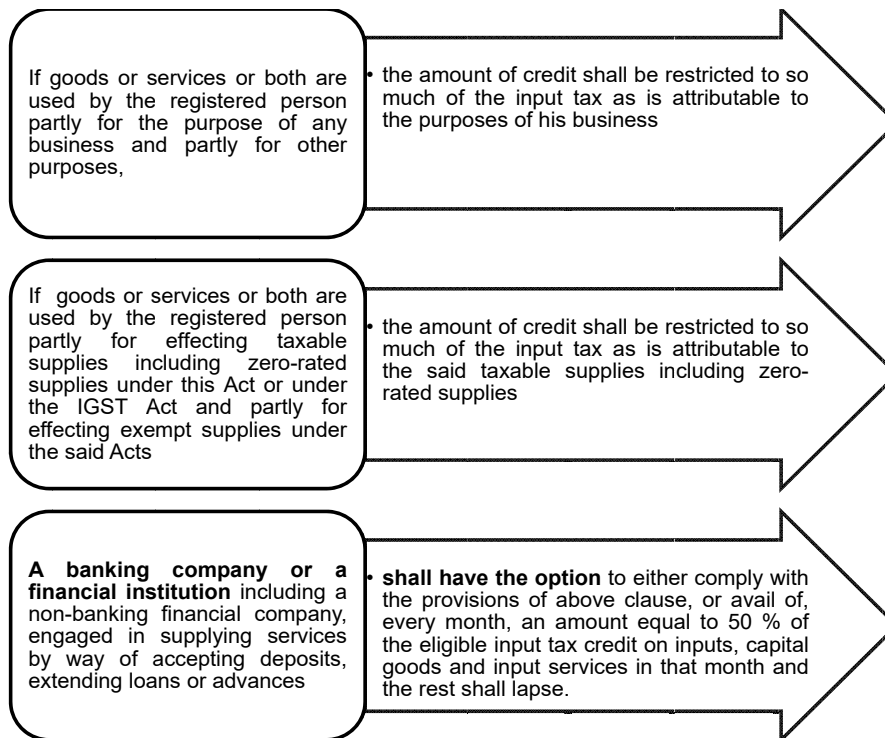 If goods or services or both are
used by the registered person
partly for the purpose of any
business and partly for other
purposes,
• the amount of credit shall be restricted to so
much of the input tax as is attributable to
the purposes of his business
If goods or services or both are
used by the registered person
partly for effecting taxable
supplies including zero-rated
supplies under this Act or under
the IGST Act and partly for
effecting exempt supplies under
the said Acts
• the amount of credit shall be restricted to so
much of the input tax as is attributable to
the said taxable supplies including zero-
rated supplies
A banking company or a
financial institution including a
non-banking financial company,
engaged in supplying services
by way of accepting deposits,
extending loans or advances
• shall have the option to either comply with
the provisions of above clause, or avail of,
every month, an amount equal to 50 % of
the eligible input tax credit on inputs, capital
goods and input services in that month and
the rest shall lapse.